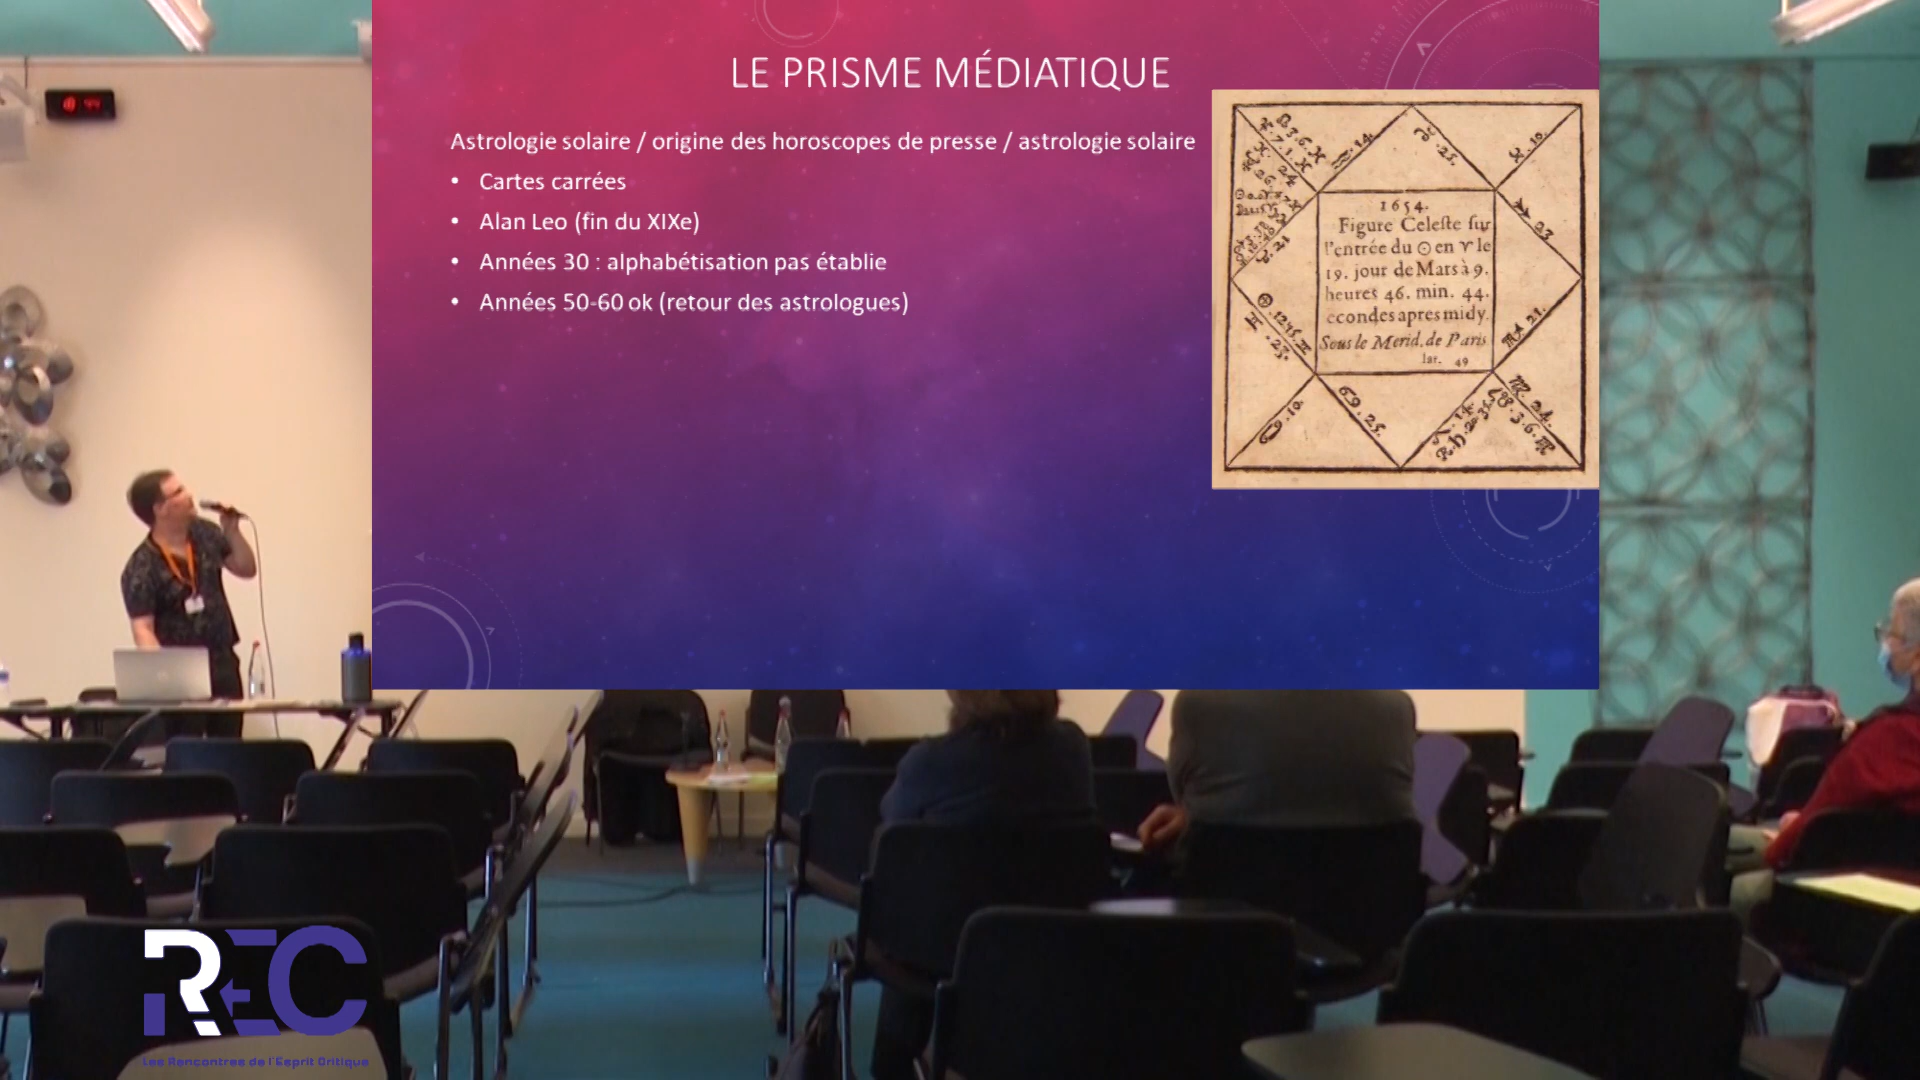 LE PRISME MÉDIATIQUE
Astrologie solaire / origine des horoscopes de presse / astrologie solaire
• Cartes carrées
• Alan Leo (fin du XIXe)
• Années 30 : alphabétisation pas établie
• Années 50-60 ok (retour des astrologues)
1654.
Figure Celeste sur
l'entrée du ☉ en ♈ le
19. jour de Mars à 9.
heures 46. min. 44.
econdes apres midy.
Sous le Merid. de Paris
lat. 49
REC
Les Rencontres de l'Esprit Critique